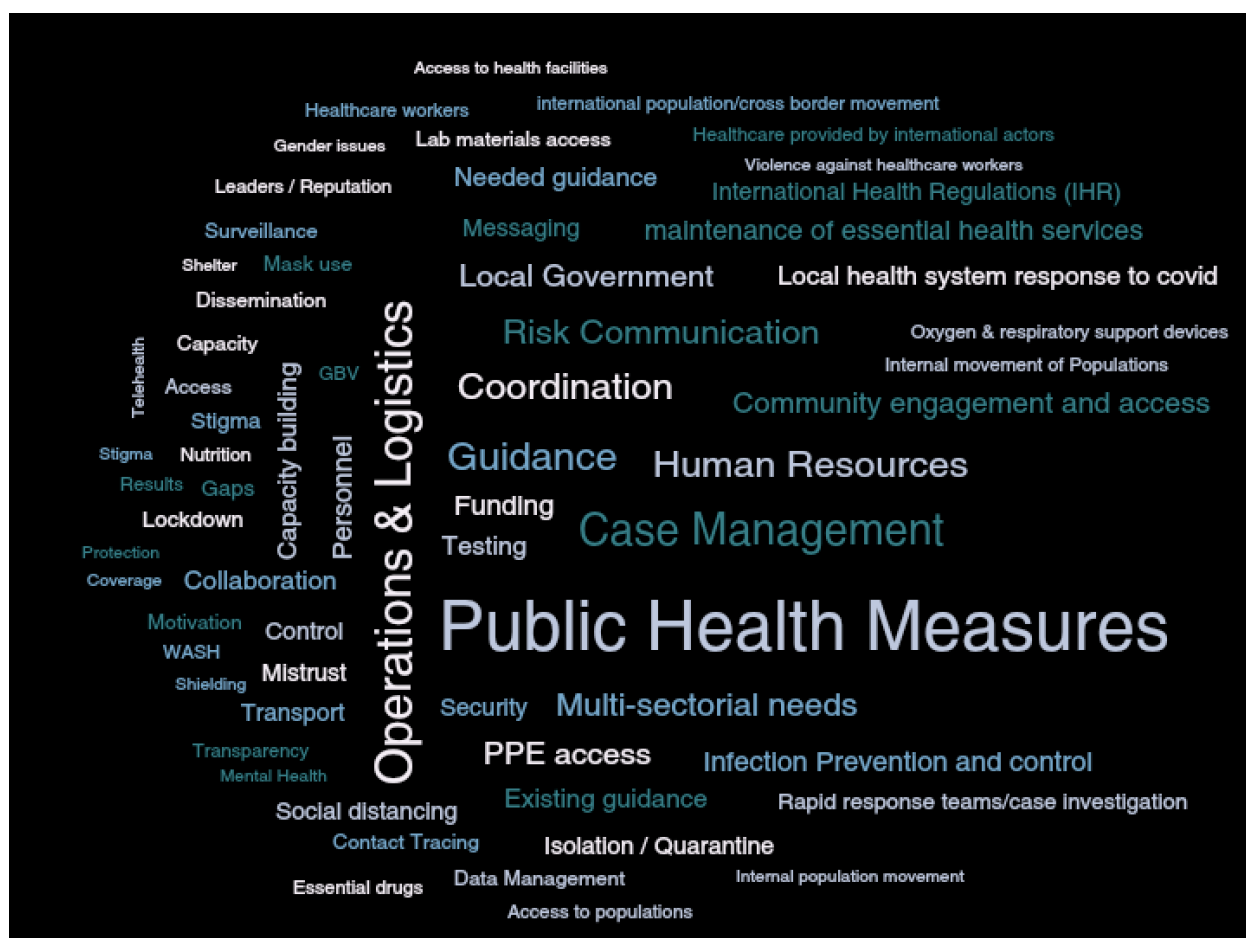 Access to health facilities
Healthcare workers
international population/cross border movement
Gender issues
Lab materials access
Healthcare provided by international actors
Violence against healthcare workers
Leaders / Reputation
Needed guidance
International Health Regulations (IHR)
Surveillance
Messaging
maintenance of essential health services
Shelter
Mask use
Local Government
Local health system response to covid
Dissemination
Risk Communication
Oxygen & respiratory support devices
Capacity
Internal movement of Populations
Telehealth
Access
GBV
Capacity building
Operations & Logistics
Coordination
Community engagement and access
Stigma
Stigma
Nutrition
Personnel
Guidance
Human Resources
Results
Gaps
Lockdown
Funding
Case Management
Testing
Protection
Coverage
Collaboration
Motivation
Control
Public Health Measures
WASH
Shielding
Mistrust
Transport
Security
Multi-sectorial needs
Transparency
PPE access
Infection Prevention and control
Mental Health
Social distancing
Existing guidance
Rapid response teams/case investigation
Contact Tracing
Isolation / Quarantine
Essential drugs
Data Management
Internal population movement
Access to populations